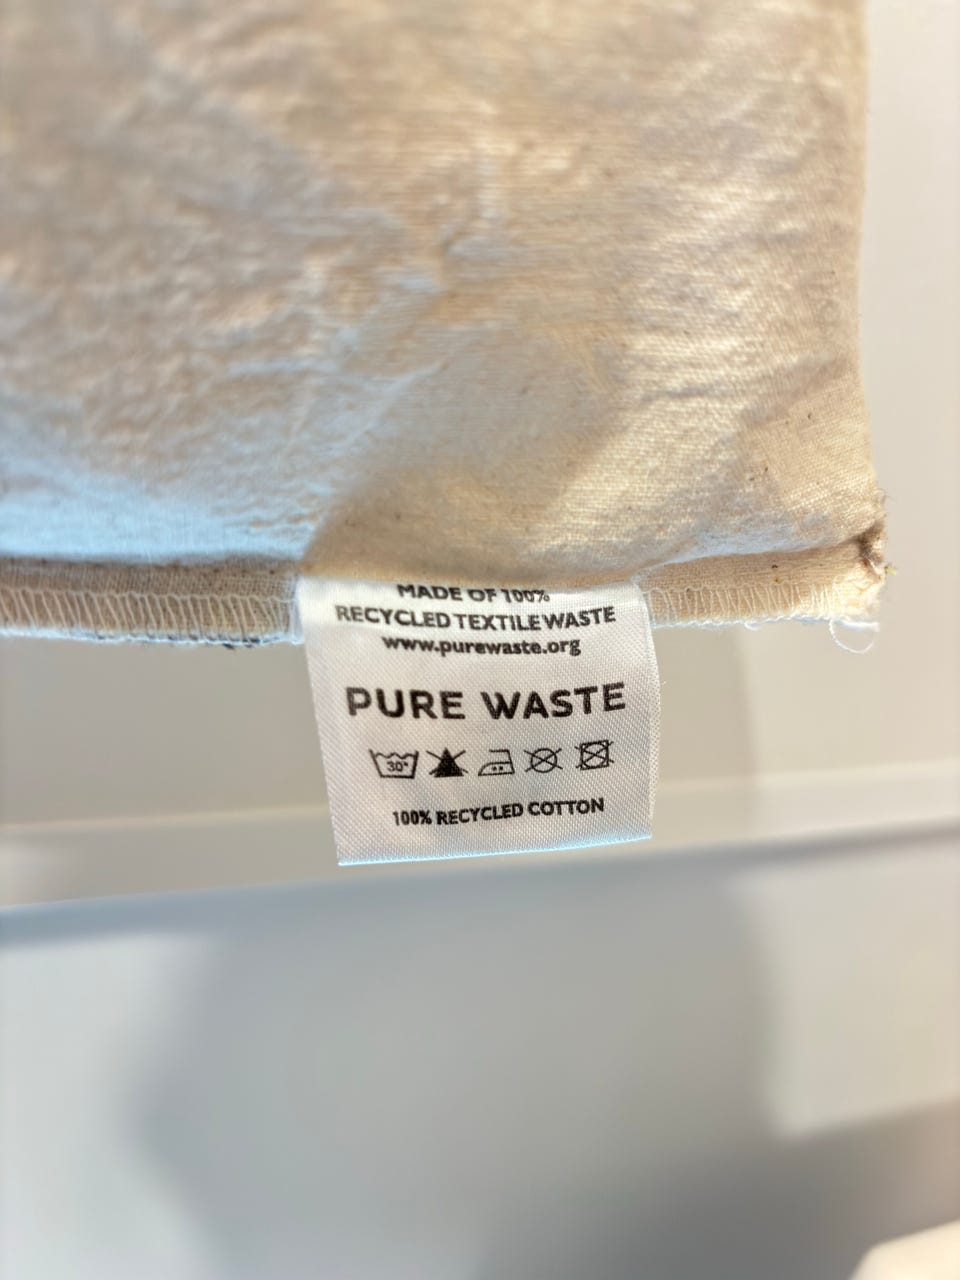 MADE OF 100%
RECYCLED TEXTILE WASTE
www.purewaste.org
PURE WASTE
30°
100% RECYCLED COTTON